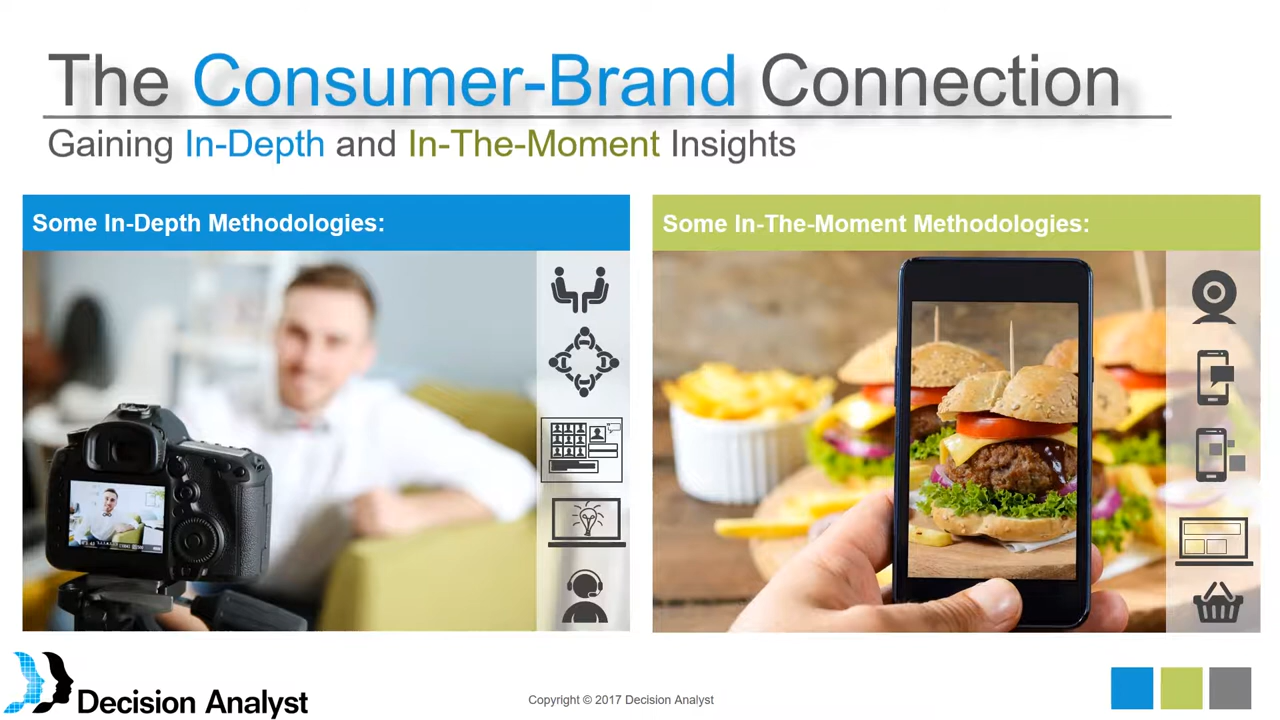 The Consumer-Brand Connection
Gaining In-Depth and In-The-Moment Insights
Some In-Depth Methodologies:
Some In-The-Moment Methodologies:
Decision Analyst
Copyright © 2017 Decision Analyst